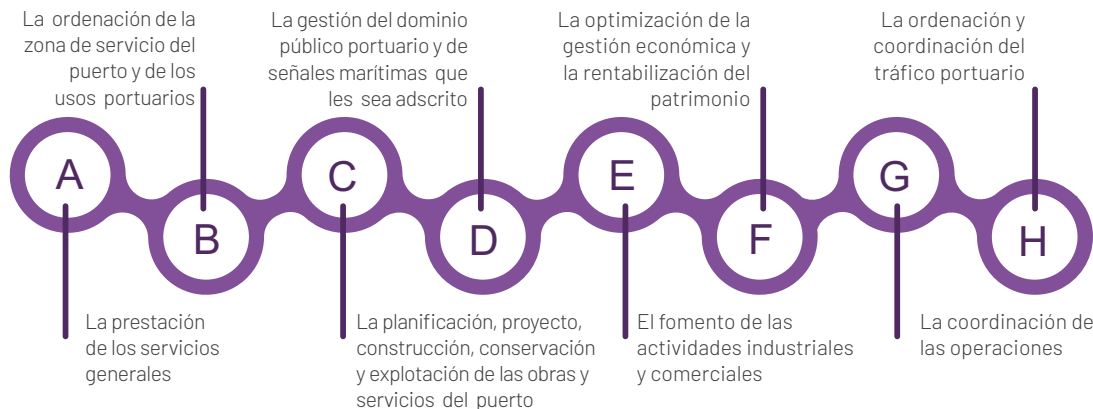 La ordenación de la
zona de servicio del
puerto y de los
usos portuarios
La gestión del dominio
público portuario y de
señales marítimas que
les sea adscrito
La optimización de la
gestión económica y
la rentabilización del
patrimonio
La ordenación y
coordinación del
tráfico portuario
A
B
C
D
E
F
G
H
La prestación
de los servicios
generales
La planificación, proyecto,
construcción, conservación
y explotación de las obras y
servicios del puerto
El fomento de las
actividades industriales
y comerciales
La coordinación de
las operaciones